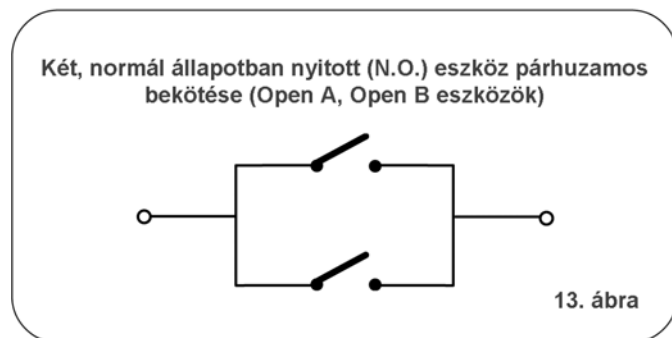 Két, normál állapotban nyitott (N.O.) eszköz párhuzamos
bekötése (Open A, Open B eszközök)
13. ábra